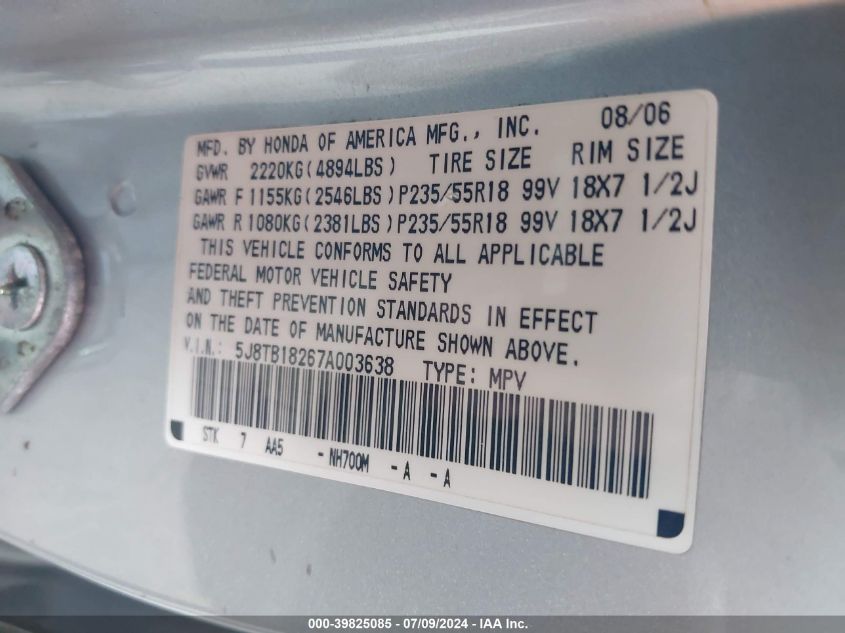 08/06
MFD. BY HONDA OF AMERICA MFG., INC.
GVWR 2220KG(4894LBS) TIRE SIZE RIM SIZE
GAWR F 1155KG(2546LBS)P235/55R18 99V 18X7 1/2J
GAWR R 1080KG(2381LBS)P235/55R18 99V 18X7 1/2J
THIS VEHICLE CONFORMS TO ALL APPLICABLE
FEDERAL MOTOR VEHICLE SAFETY
AND THEFT PREVENTION STANDARDS IN EFFECT
ON THE DATE OF MANUFACTURE SHOWN ABOVE.
V.I.N.: 5J8TB18267A003638 TYPE: MPV
STK 7 AA5 -NH700M -A -A
000-39825085 - 07/09/2024 - IAA Inc.